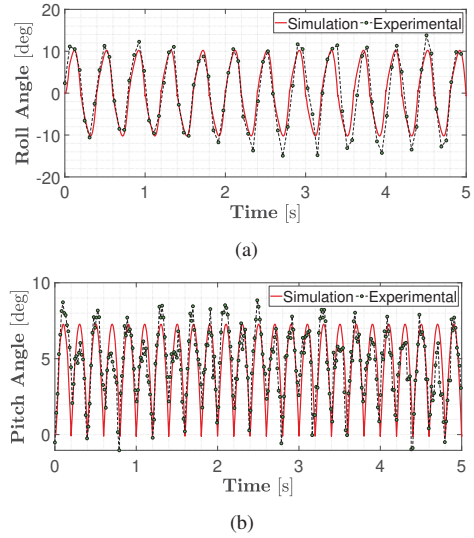 20
10
0
-10
-20
Roll Angle [deg]
Simulation Experimental
0 1 2 3 4 5
Time [s]
(a)
10
5
0
Pitch Angle [deg]
Simulation Experimental
0 1 2 3 4 5
Time [s]
(b)